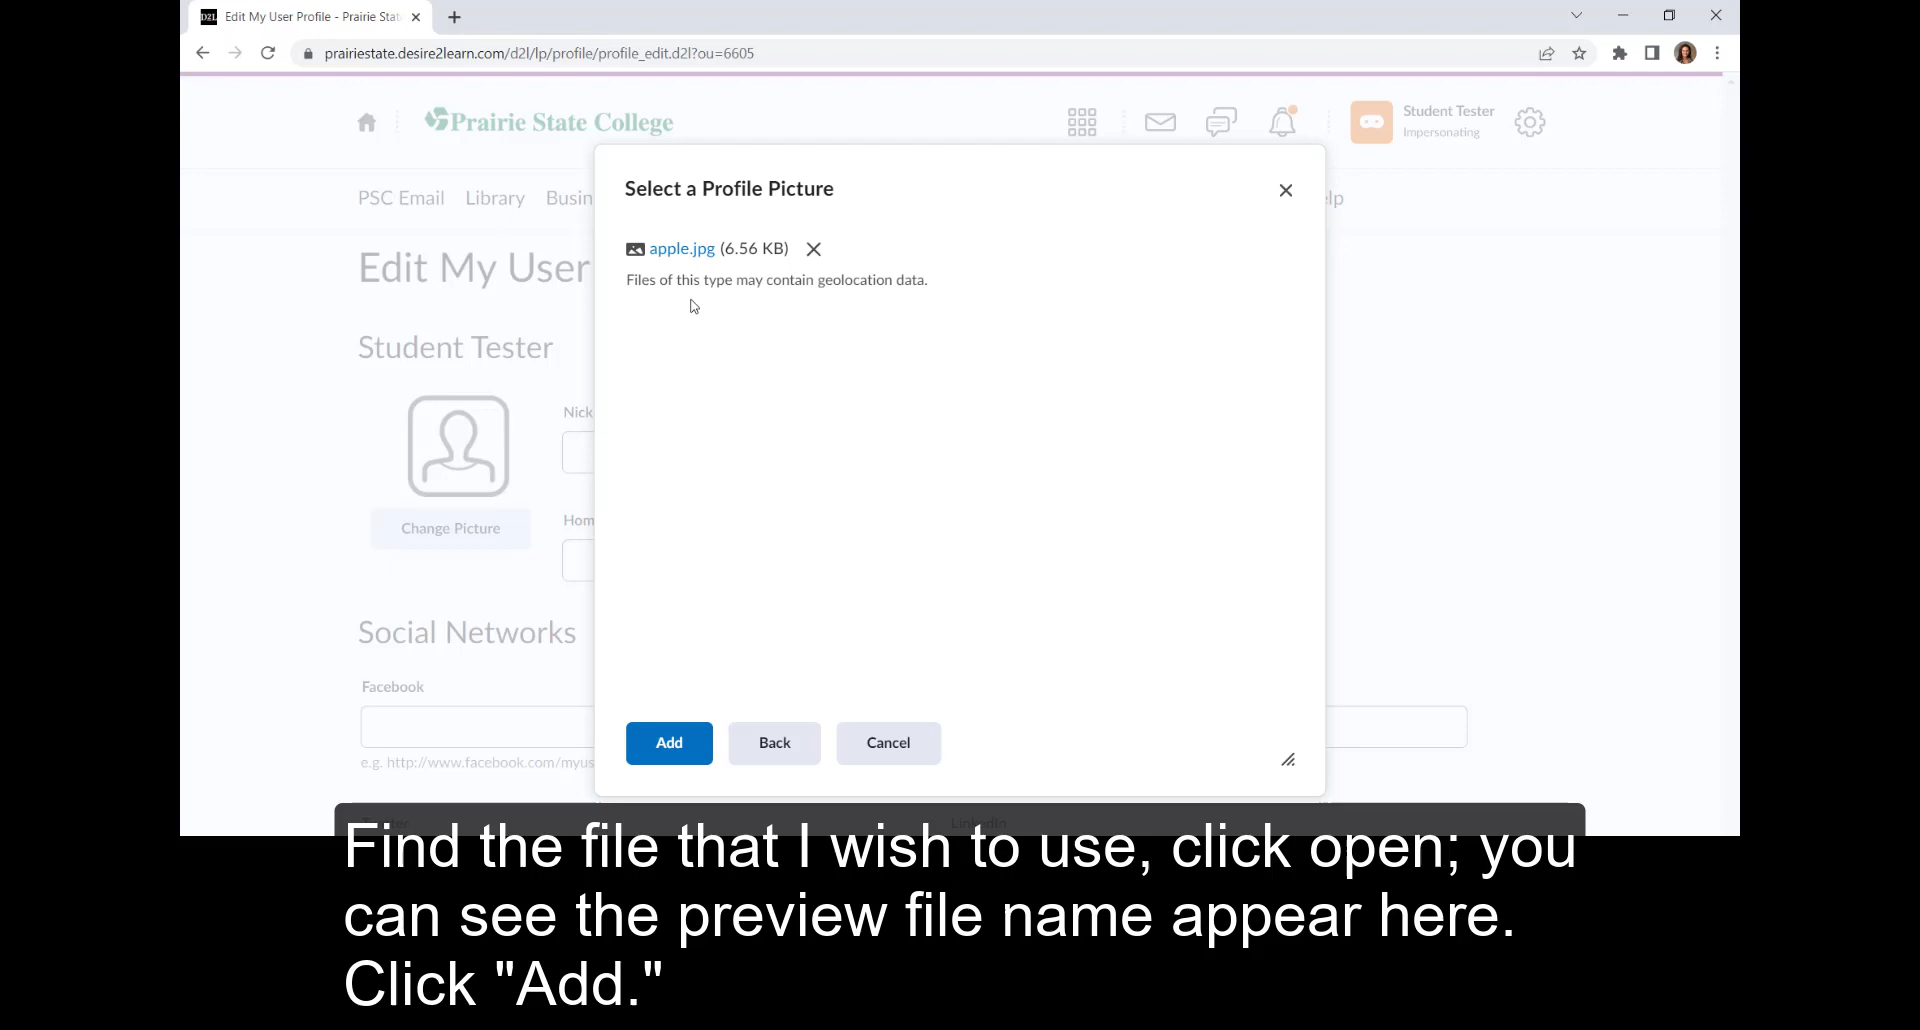 D2L Edit My User Profile - Prairie Stat
prairiestate.desire2learn.com/d2l/lp/profile/profile_edit.d2l?ou=6605
Prairie State College
Student Tester
Impersonating
PSC Email Library Busin
elp
Edit My User
Student Tester
Nick
Change Picture
Hom
Social Networks
Facebook
e.g. http://www.facebook.com/myus
Select a Profile Picture
apple.jpg (6.56 KB)
Files of this type may contain geolocation data.
Add Back Cancel
Twitter LinkedIn
Find the file that I wish to use, click open; you
can see the preview file name appear here.
Click "Add."